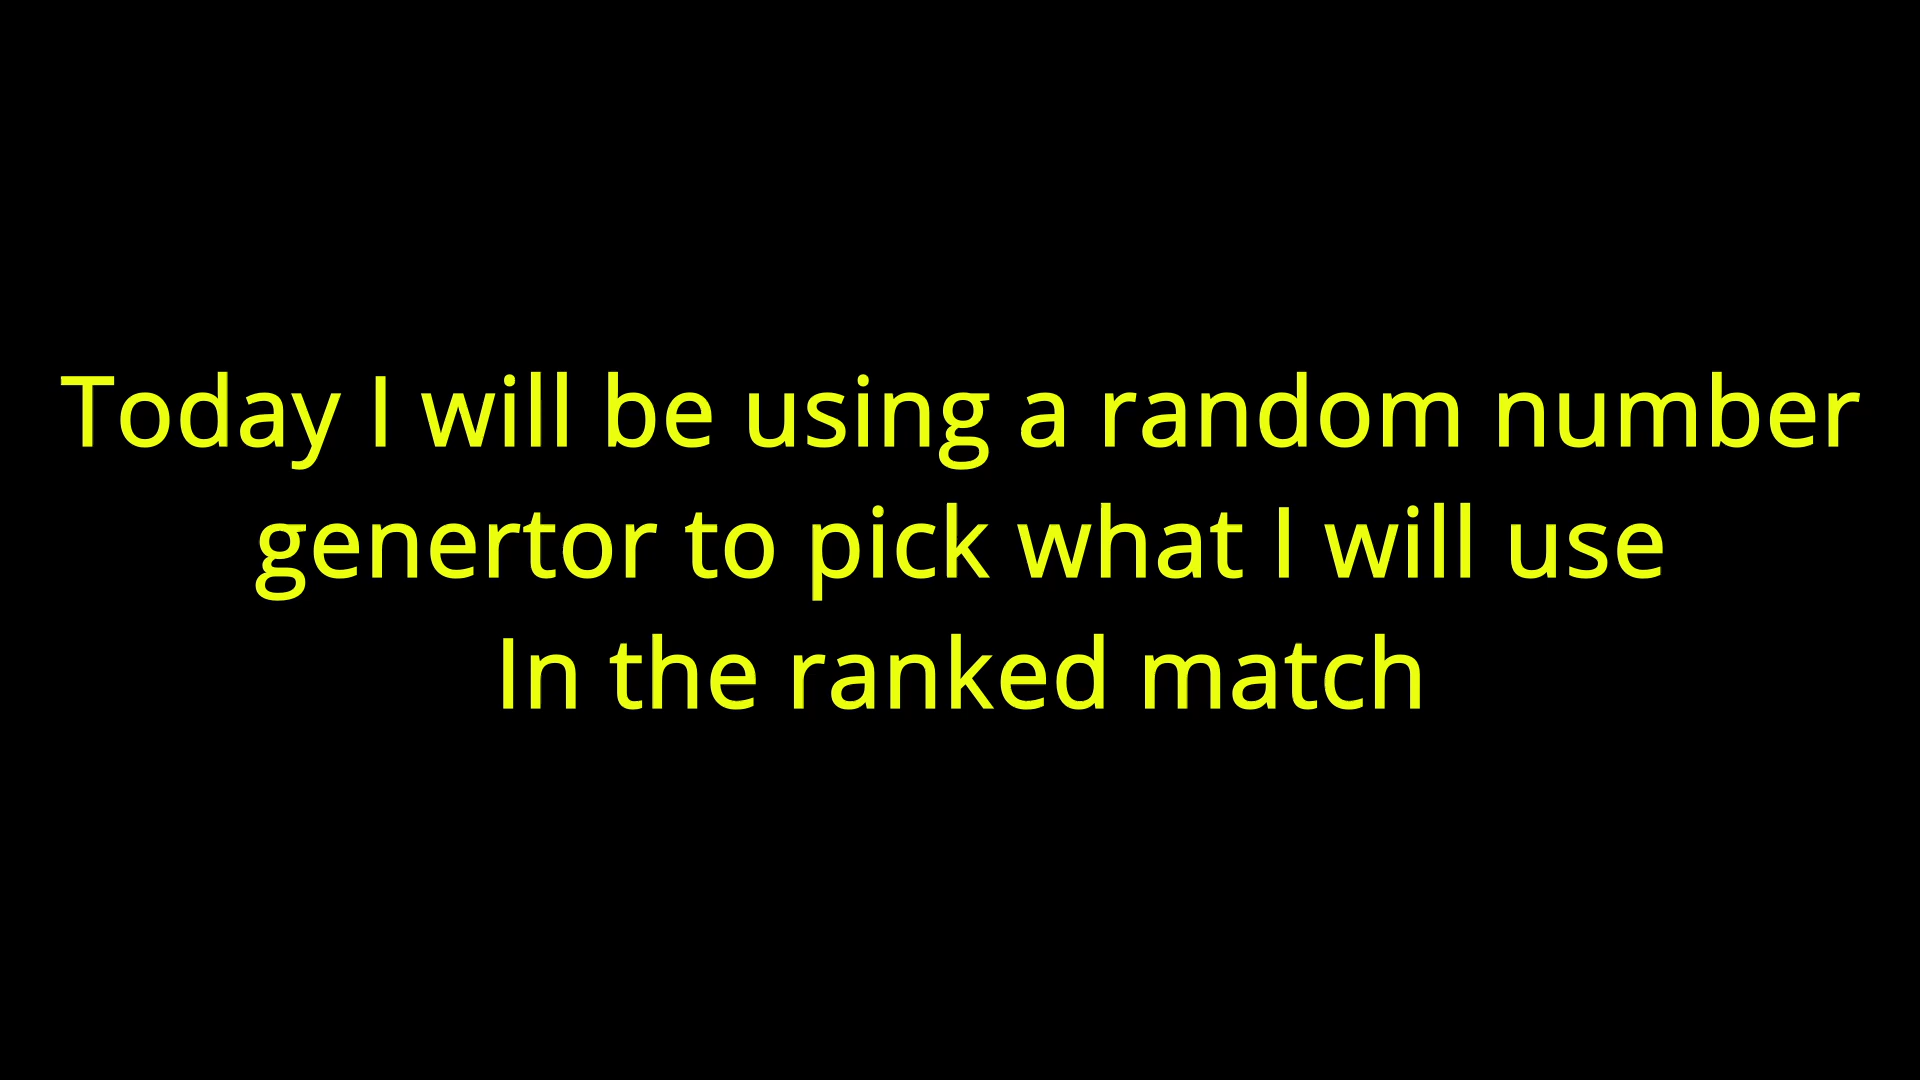 Today I will be using a random number
genertor to pick what I will use
In the ranked match